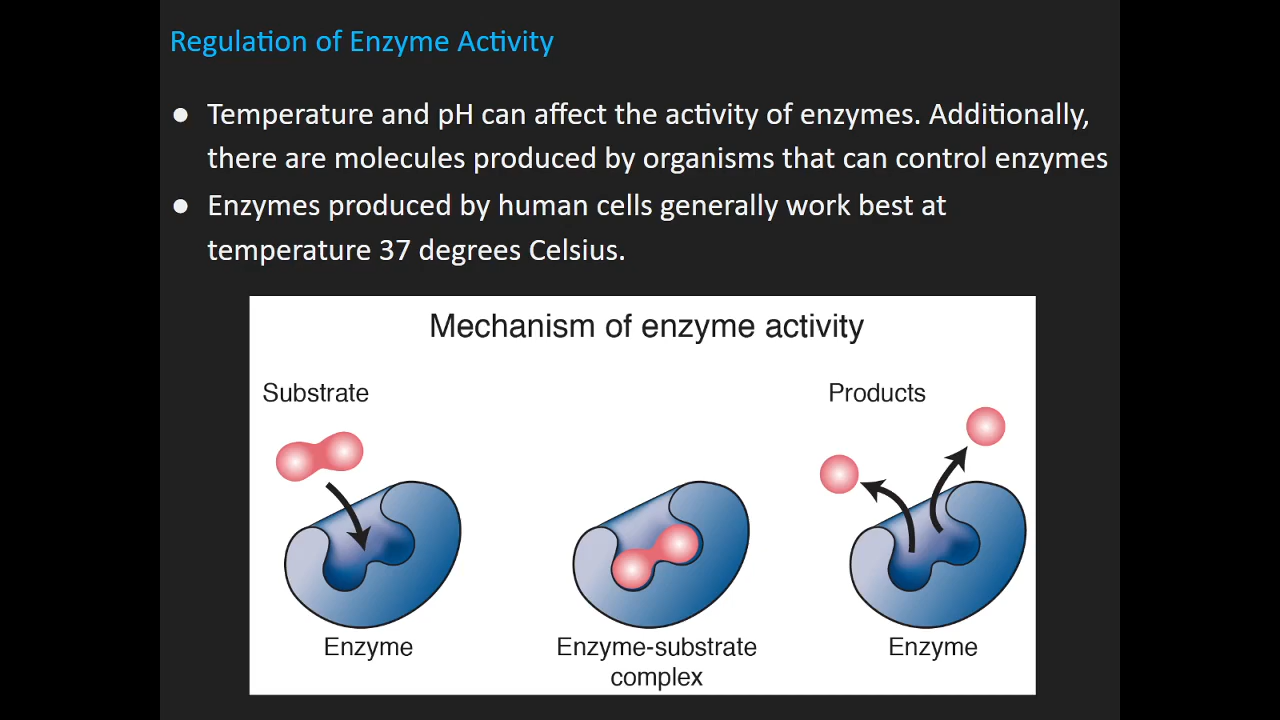 Regulation of Enzyme Activity
● Temperature and pH can affect the activity of enzymes. Additionally,
there are molecules produced by organisms that can control enzymes
● Enzymes produced by human cells generally work best at
temperature 37 degrees Celsius.
Mechanism of enzyme activity
Substrate
Products
Enzyme
Enzyme-substrate
complex
Enzyme